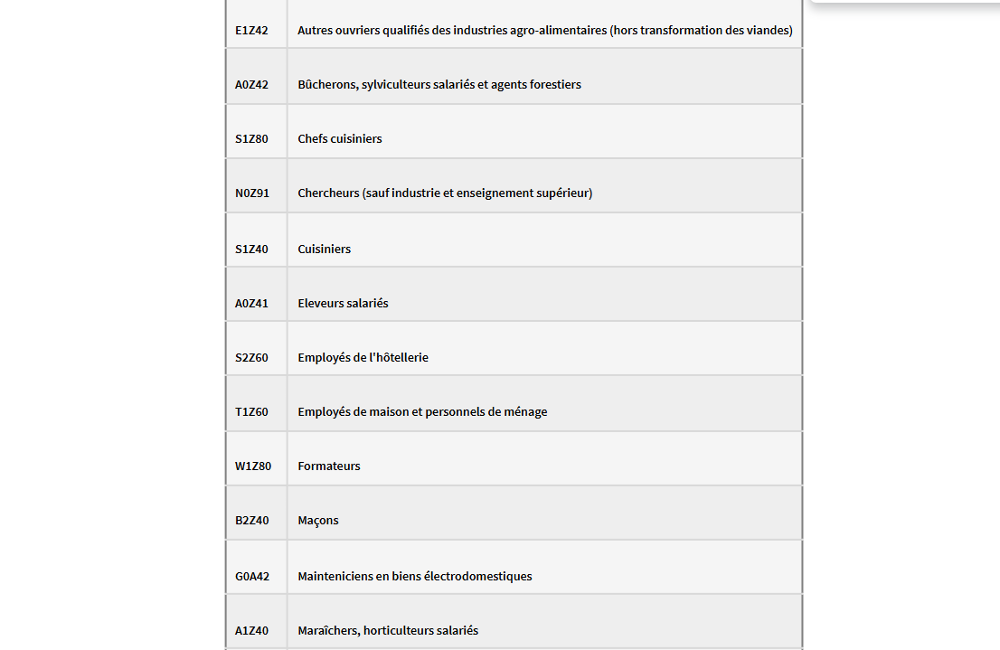 E1Z42 Autres ouvriers qualifiés des industries agro-alimentaires (hors transformation des viandes)
A0Z42 Bûcherons, sylviculteurs salariés et agents forestiers
S1Z80 Chefs cuisiniers
N0Z91 Chercheurs (sauf industrie et enseignement supérieur)
S1Z40 Cuisiniers
A0Z41 Eleveurs salariés
S2Z60 Employés de l'hôtellerie
T1Z60 Employés de maison et personnels de ménage
W1Z80 Formateurs
B2Z40 Maçons
G0A42 Mainteniciens en biens électrodomestiques
A1Z40 Maraîchers, horticulteurs salariés